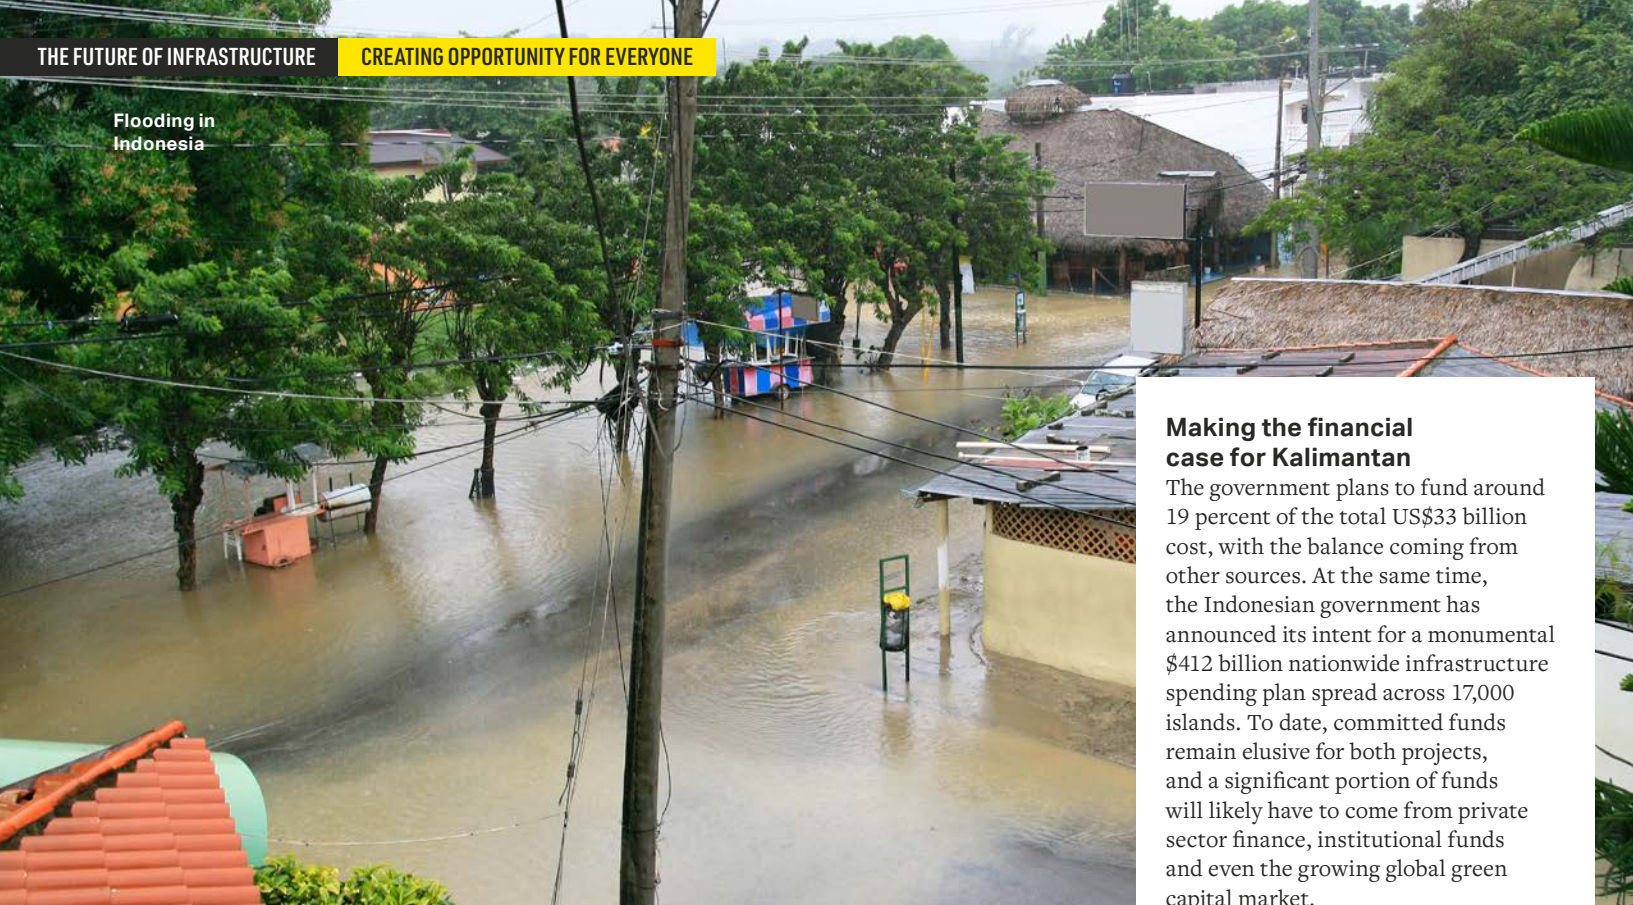 THE FUTURE OF INFRASTRUCTURE
CREATING OPPORTUNITY FOR EVERYONE
Flooding in
Indonesia
Making the financial
case for Kalimantan
The government plans to fund around
19 percent of the total US$33 billion
cost, with the balance coming from
other sources. At the same time,
the Indonesian government has
announced its intent for a monumental
$412 billion nationwide infrastructure
spending plan spread across 17,000
islands. To date, committed funds
remain elusive for both projects,
and a significant portion of funds
will likely have to come from private
sector finance, institutional funds
and even the growing global green
capital market.